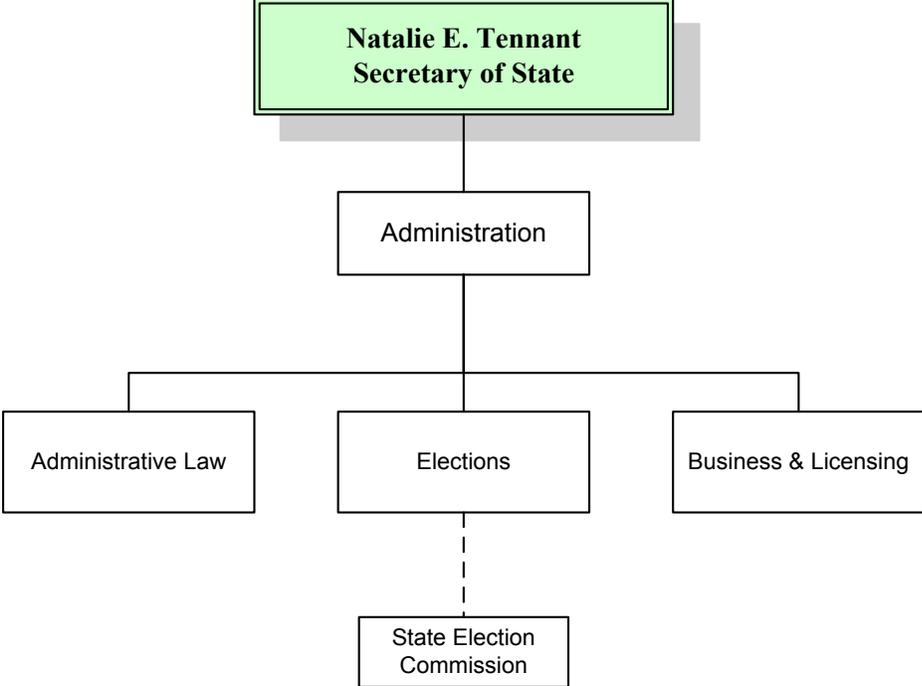 Natalie E. Tennant
Secretary of State
Administration
Administrative Law
Elections
Business & Licensing
State Election
Commission